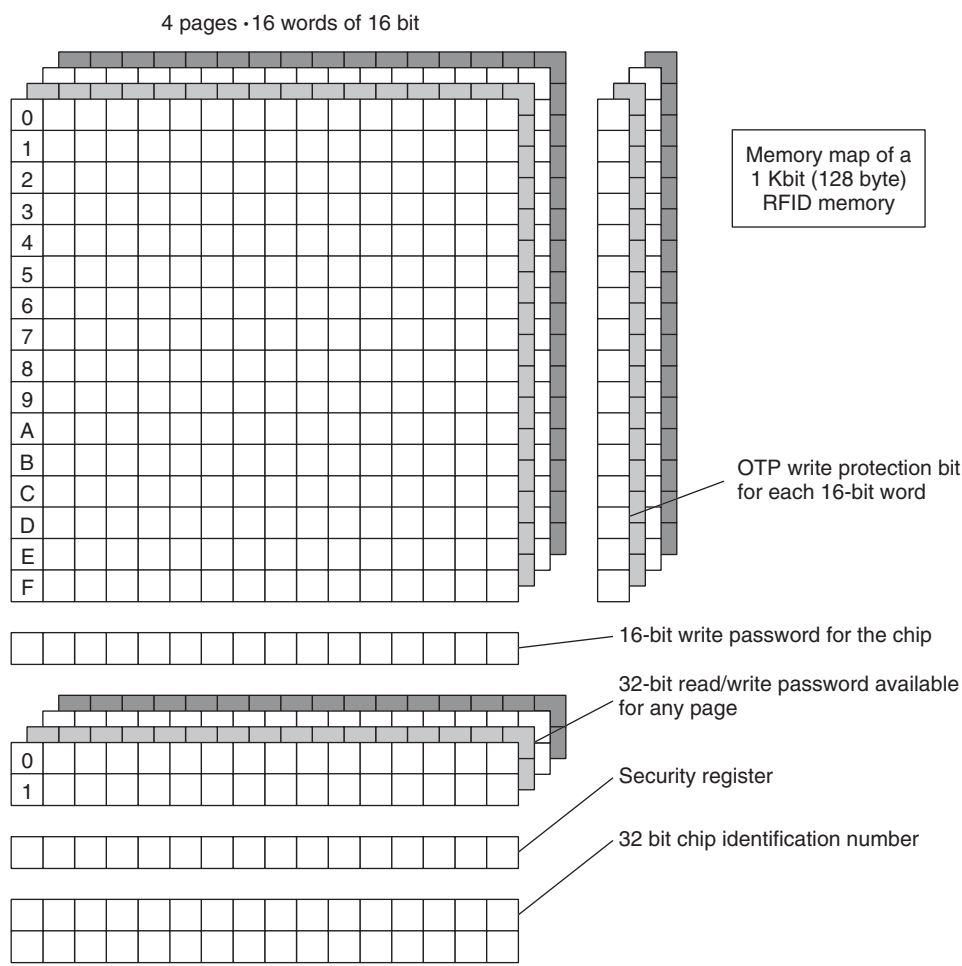 4 pages · 16 words of 16 bit
0
1
2
3
4
5
6
7
8
9
A
B
C
D
E
F
Memory map of a
1 Kbit (128 byte)
RFID memory
OTP write protection bit
for each 16-bit word
16-bit write password for the chip
32-bit read/write password available
for any page
0
1
Security register
32 bit chip identification number